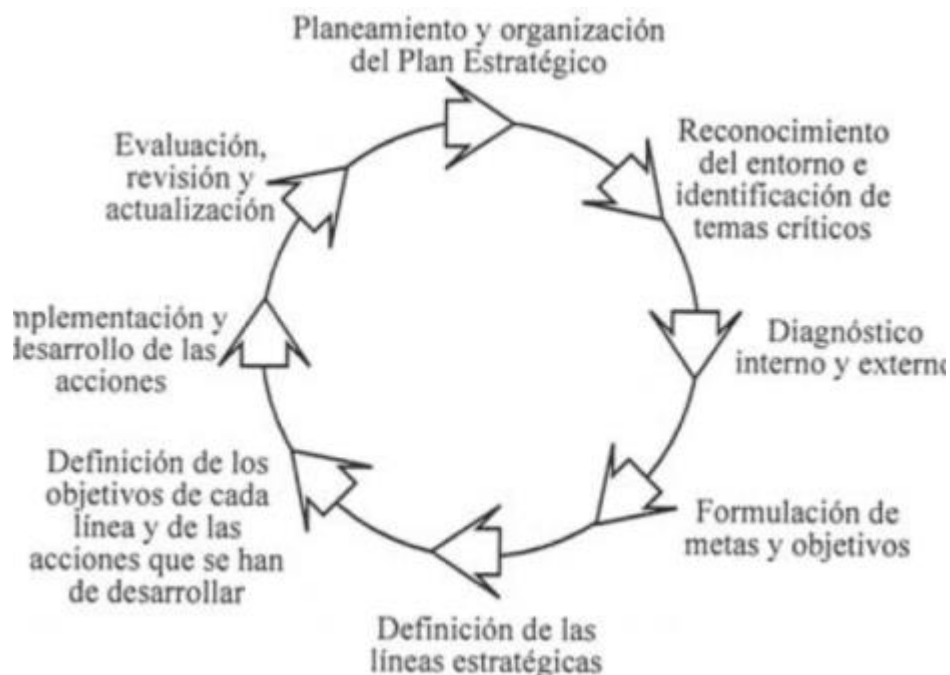 Planeamiento y organización
del Plan Estratégico
Reconocimiento
del entorno e
identificación de
temas críticos
Diagnóstico
interno y externo
Formulación de
metas y objetivos
Definición de las
líneas estratégicas
Definición de los
objetivos de cada
línea y de las
acciones que se han
de desarrollar
mplementación y
desarrollo de las
acciones
Evaluación,
revisión y
actualización